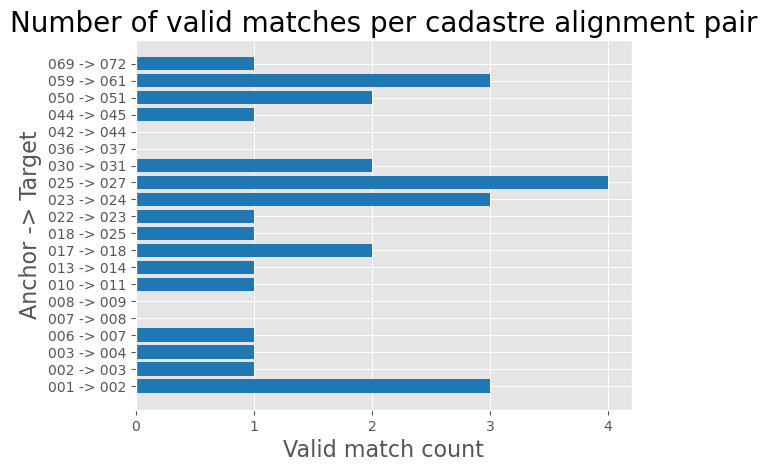 Number of valid matches per cadastre alignment pair
Anchor -> Target
069 -> 072
059 -> 061
050 -> 051
044 -> 045
042 -> 044
036 -> 037
030 -> 031
025 -> 027
023 -> 024
022 -> 023
018 -> 025
017 -> 018
013 -> 014
010 -> 011
008 -> 009
007 -> 008
006 -> 007
003 -> 004
002 -> 003
001 -> 002
0 1 2 3 4
Valid match count